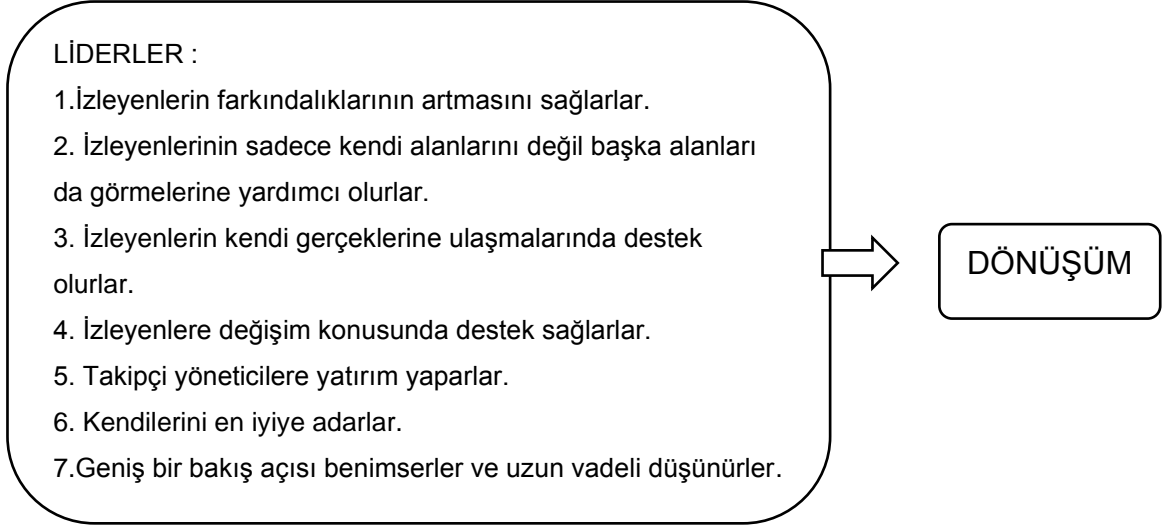 LİDERLER :
1.İzleyenlerin farkındalıklarının artmasını sağlarlar.
2. İzleyenlerinin sadece kendi alanlarını değil başka alanları
da görmelerine yardımcı olurlar.
3. İzleyenlerin kendi gerçeklerine ulaşmalarında destek
olurlar.
4. İzleyenlere değişim konusunda destek sağlarlar.
5. Takipçi yöneticilere yatırım yaparlar.
6. Kendilerini en iyiye adarlar.
7.Geniş bir bakış açısı benimserler ve uzun vadeli düşünürler.
DÖNÜŞÜM